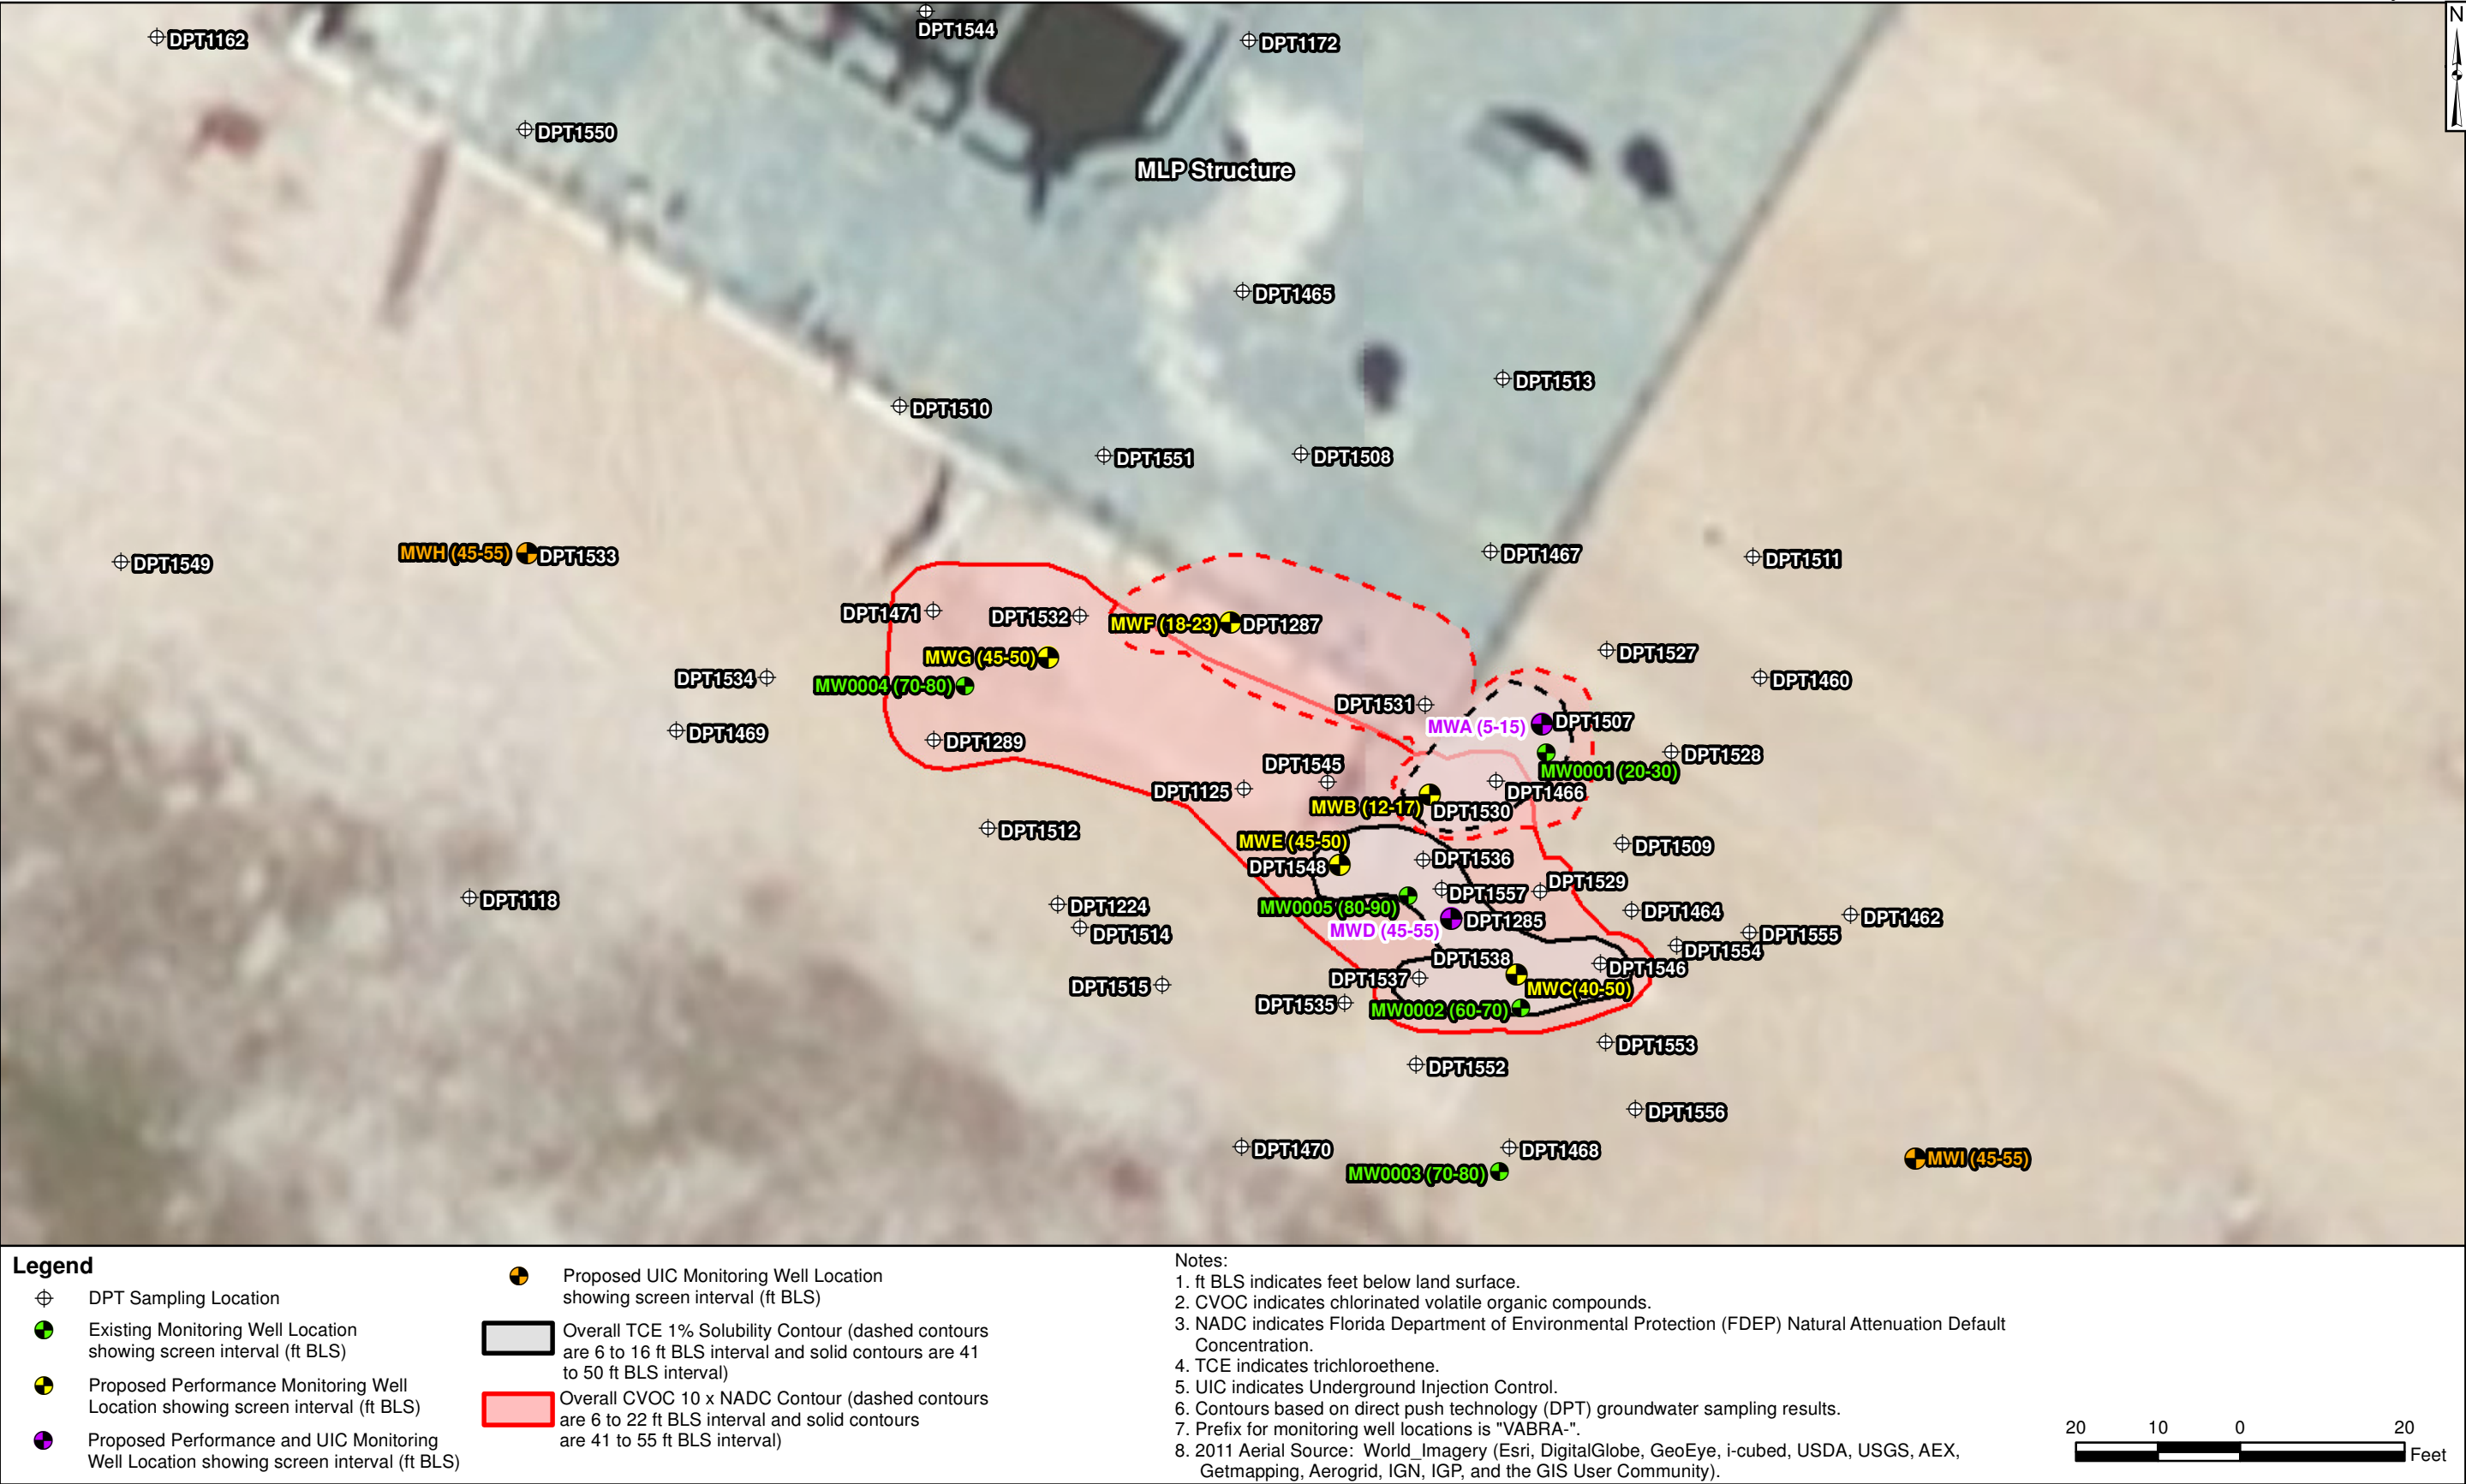 N
DPT1162
DPT1544
DPT1172
DPT1550
MLP Structure
DPT1465
DPT1513
DPT1510
DPT1551
DPT1508
DPT1549
MWH (45-55)
DPT1533
DPT1467
DPT1511
DPT1471
DPT1532
MWF (18-23)
DPT1287
DPT1527
MWG (45-50)
DPT1534
MW0004 (70-80)
DPT1460
DPT1531
MWA (5-15)
DPT1507
DPT1469
DPT1289
DPT1528
DPT1545
MW0001 (20-30)
DPT1125
DPT1466
MWB (12-17)
DPT1530
DPT1512
MWE (45-50)
DPT1509
DPT1548
DPT1536
DPT1529
DPT1557
DPT1118
DPT1224
MW0005 (80-90)
DPT1464
DPT1462
DPT1285
MWD (45-55)
DPT1514
DPT1555
DPT1554
DPT1538
DPT1546
DPT1537
DPT1515
MWC(40-50)
DPT1535
MW0002 (60-70)
DPT1553
DPT1552
DPT1556
DPT1470
DPT1468
MWI (45-55)
MW0003 (70-80)
Legend
DPT Sampling Location
Existing Monitoring Well Location
showing screen interval (ft BLS)
Proposed Performance Monitoring Well
Location showing screen interval (ft BLS)
Proposed Performance and UIC Monitoring
Well Location showing screen interval (ft BLS)
Proposed UIC Monitoring Well Location
showing screen interval (ft BLS)
Overall TCE 1% Solubility Contour (dashed contours
are 6 to 16 ft BLS interval and solid contours are 41
to 50 ft BLS interval)
Overall CVOC 10 x NADC Contour (dashed contours
are 6 to 22 ft BLS interval and solid contours
are 41 to 55 ft BLS interval)
Notes:
1. ft BLS indicates feet below land surface.
2. CVOC indicates chlorinated volatile organic compounds.
3. NADC indicates Florida Department of Environmental Protection (FDEP) Natural Attenuation Default
Concentration.
4. TCE indicates trichloroethene.
5. UIC indicates Underground Injection Control.
6. Contours based on direct push technology (DPT) groundwater sampling results.
7. Prefix for monitoring well locations is "VABRA-".
8. 2011 Aerial Source: World_Imagery (Esri, DigitalGlobe, GeoEye, i-cubed, USDA, USGS, AEX,
Getmapping, Aerogrid, IGN, IGP, and the GIS User Community).
20 10 0 20
Feet